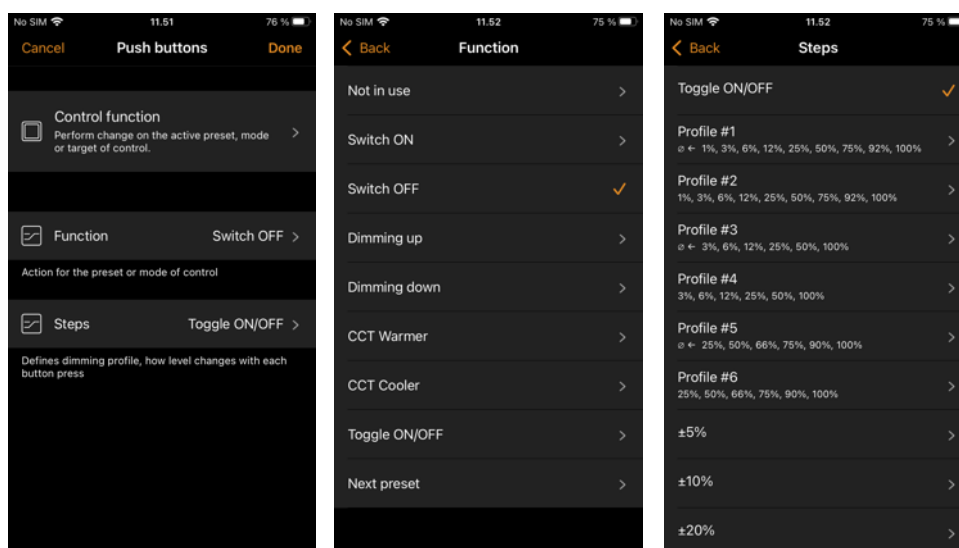 No SIM 11.51 76 %
Cancel Push buttons Done
Control function
Perform change on the active preset, mode
or target of control.
Function Switch OFF
Action for the preset or mode of control
Steps Toggle ON/OFF
Defines dimming profile, how level changes with each
button press
No SIM 11.52 75 %
Back Function
Not in use
Switch ON
Switch OFF
Dimming up
Dimming down
CCT Warmer
CCT Cooler
Toggle ON/OFF
Next preset
No SIM 11.52 75 %
Back Steps
Toggle ON/OFF
Profile #1
⌀ ← 1%, 3%, 6%, 12%, 25%, 50%, 75%, 92%, 100%
Profile #2
1%, 3%, 6%, 12%, 25%, 50%, 75%, 92%, 100%
Profile #3
⌀ ← 3%, 6%, 12%, 25%, 50%, 100%
Profile #4
3%, 6%, 12%, 25%, 50%, 100%
Profile #5
⌀ ← 25%, 50%, 66%, 75%, 90%, 100%
Profile #6
25%, 50%, 66%, 75%, 90%, 100%
±5%
±10%
±20%